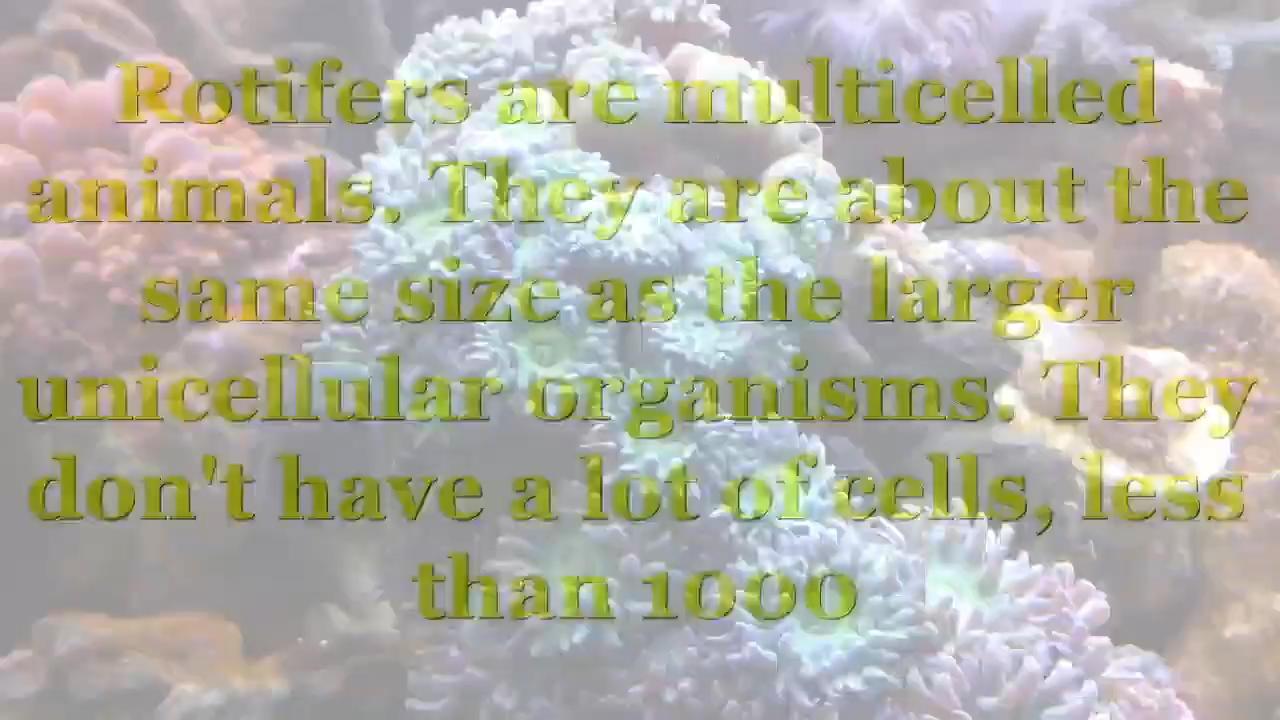 Rotifers are multicelled
animals. They are about the
same size as the larger
unicellular organisms. They
don't have a lot of cells, less
than 1000